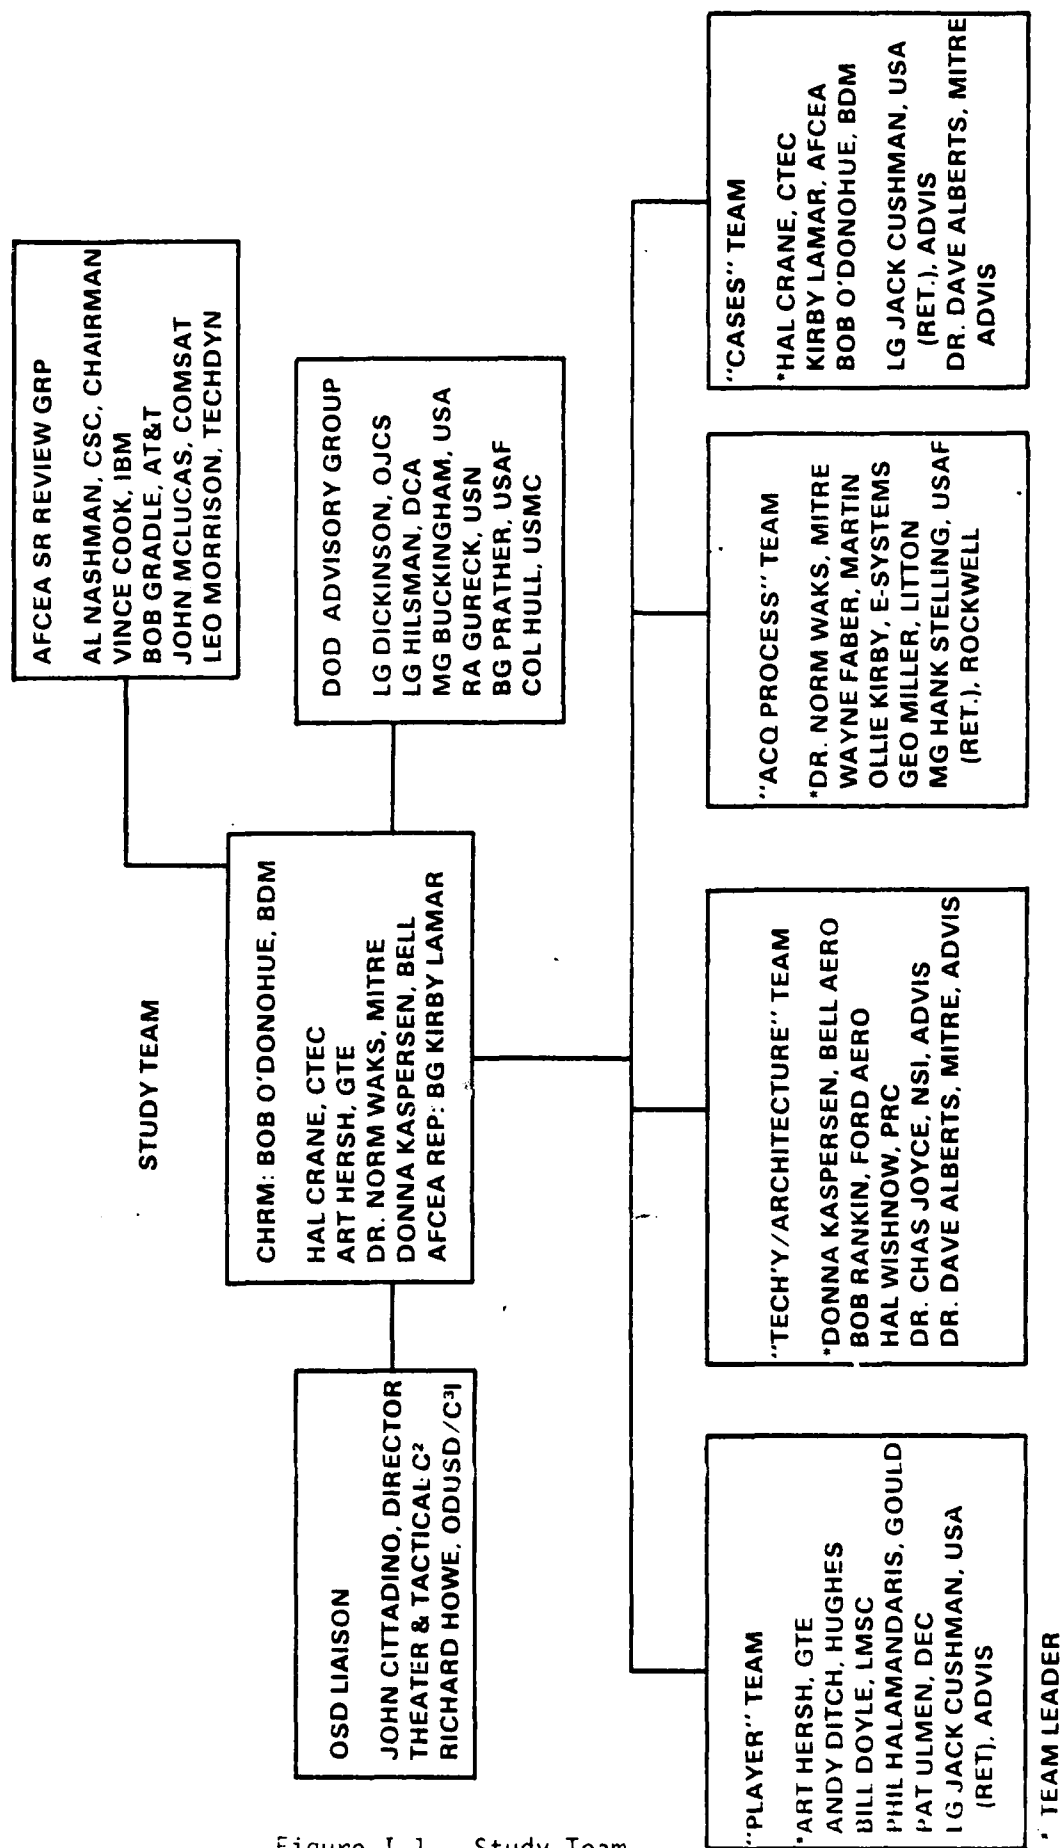 STUDY TEAM
AFCEA SR REVIEW GRP
AL NASHMAN, CSC, CHAIRMAN
VINCE COOK, IBM
BOB GRADLE, AT&T
JOHN MCLUCAS, COMSAT
LEO MORRISON, TECHDYN
CHRM: BOB O'DONOHUE, BDM
HAL CRANE, CTEC
ART HERSH, GTE
DR. NORM WAKS, MITRE
DONNA KASPERSEN, BELL
AFCEA REP: BG KIRBY LAMAR
OSD LIAISON
JOHN CITTADINO, DIRECTOR
THEATER & TACTICAL C²
RICHARD HOWE, ODUSD/C³I
DOD ADVISORY GROUP
LG DICKINSON, OJCS
LG HILSMAN, DCA
MG BUCKINGHAM, USA
RA GURECK, USN
BG PRATHER, USAF
COL HULL, USMC
"PLAYER" TEAM
*ART HERSH, GTE
ANDY DITCH, HUGHES
BILL DOYLE, LMSC
PHIL HALAMANDARIS, GOULD
PAT ULMEN, DEC
LG JACK CUSHMAN, USA
(RET), ADVIS
"TECH'Y/ARCHITECTURE" TEAM
*DONNA KASPERSEN, BELL AERO
BOB RANKIN, FORD AERO
HAL WISHNOW, PRC
DR. CHAS JOYCE, NSI, ADVIS
DR. DAVE ALBERTS, MITRE, ADVIS
"ACQ PROCESS" TEAM
*DR. NORM WAKS, MITRE
WAYNE FABER, MARTIN
OLLIE KIRBY, E-SYSTEMS
GEO MILLER, LITTON
MG HANK STELLING, USAF
(RET.), ROCKWELL
"CASES" TEAM
*HAL CRANE, CTEC
KIRBY LAMAR, AFCEA
BOB O'DONOHUE, BDM
LG JACK CUSHMAN, USA
(RET.), ADVIS
DR. DAVE ALBERTS, MITRE
ADVIS
* TEAM LEADER
Figure I-1 Study Team